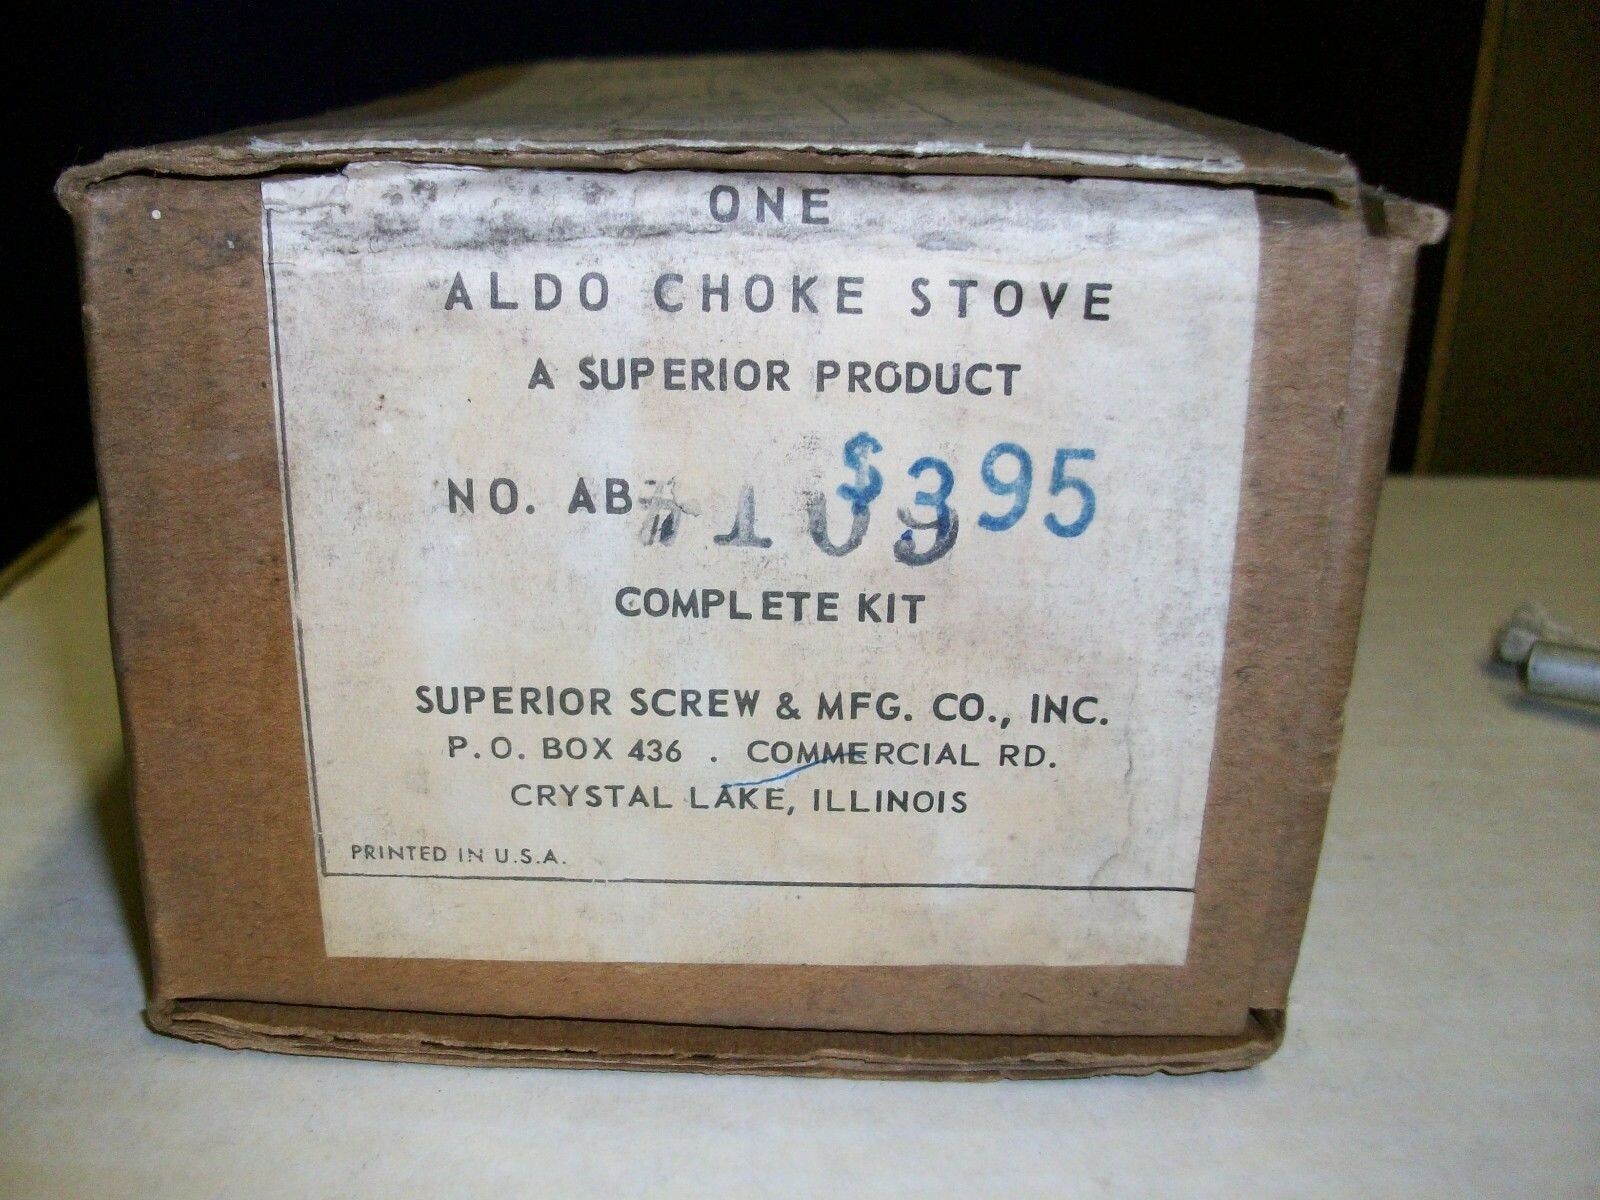 ONE
ALDO CHOKE STOVE
A SUPERIOR PRODUCT
NO. AB #109 $3.95
COMPLETE KIT
SUPERIOR SCREW & MFG. CO., INC.
P.O. BOX 436 . COMMERCIAL RD.
CRYSTAL LAKE, ILLINOIS
PRINTED IN U.S.A.